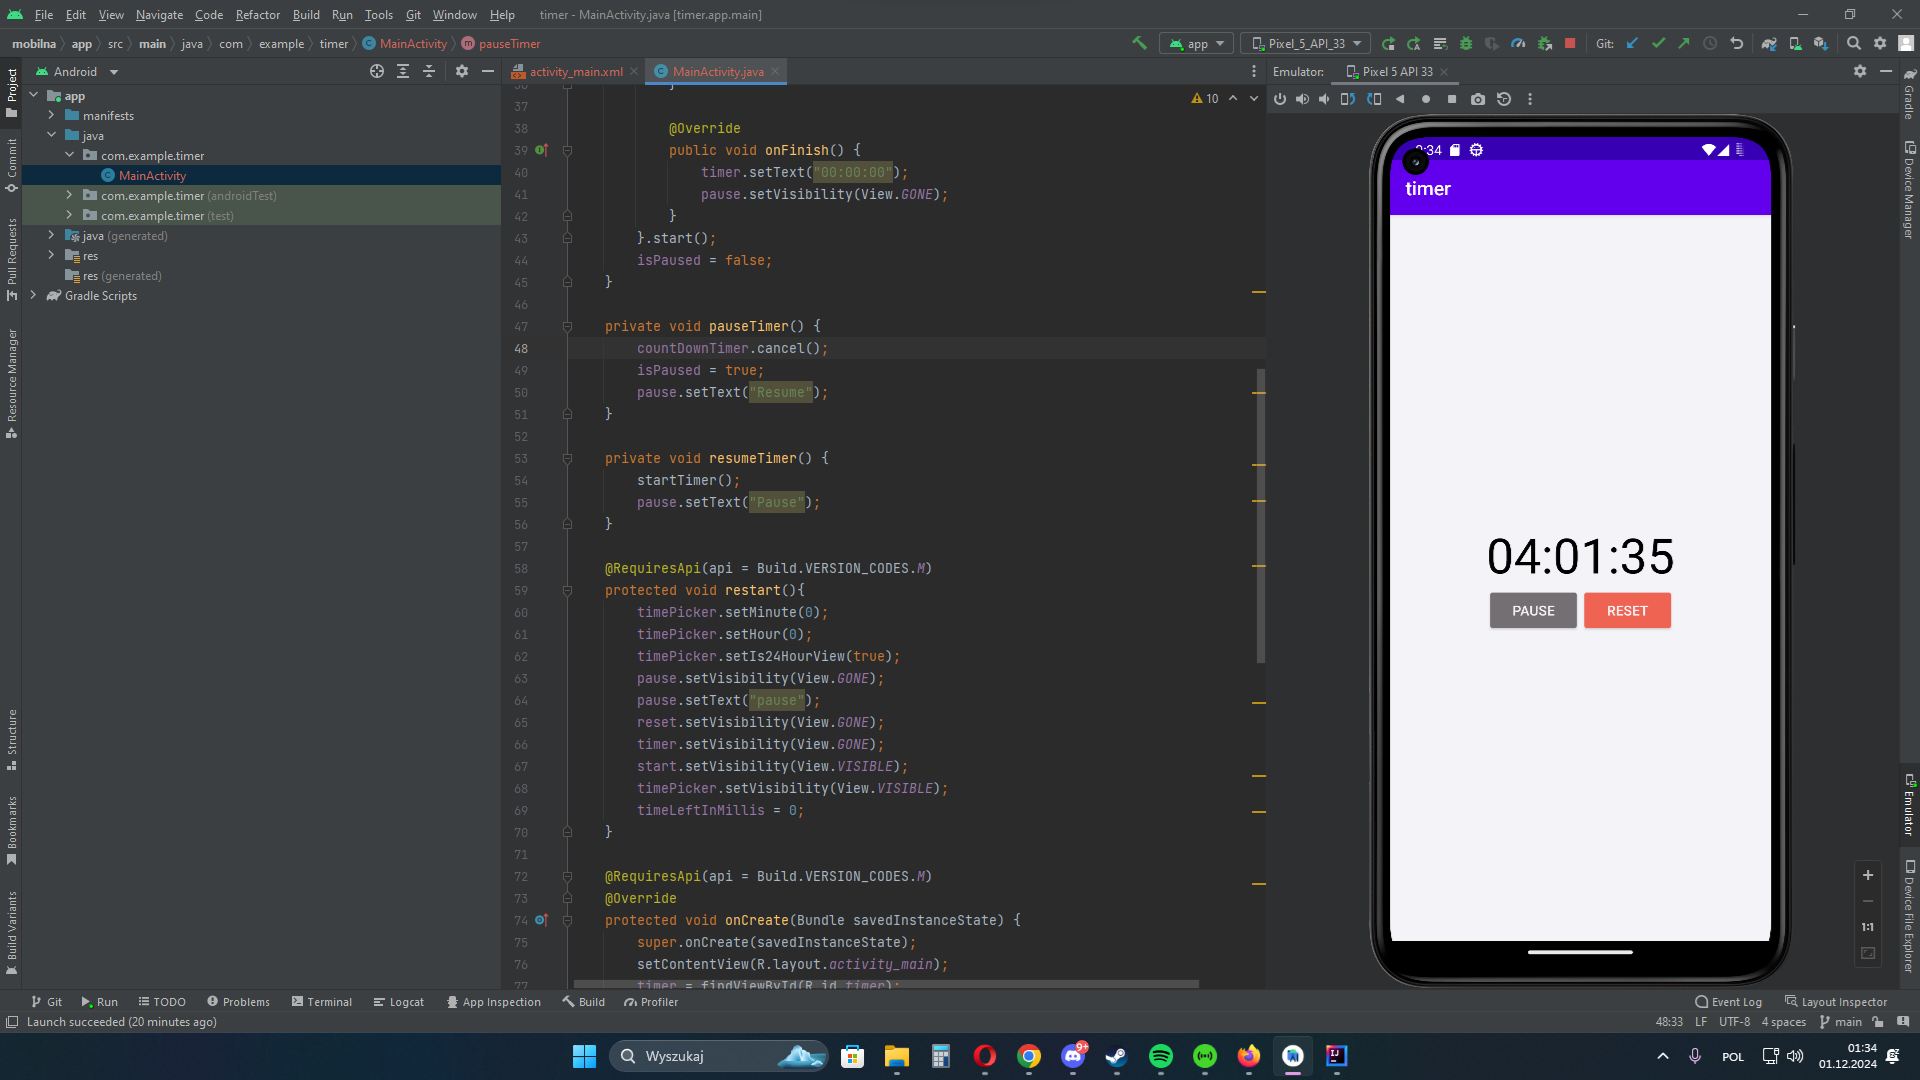 File Edit View Navigate Code Refactor Build Run Tools Git Window Help timer - MainActivity.java [timer.app.main]
mobilna app src main java com example timer MainActivity pauseTimer app Pixel_5_API_33 Git:
Android
activity_main.xml MainActivity.java
Emulator: Pixel 5 API 33
Project
Commit
Pull Requests
Resource Manager
Structure
Bookmarks
Build Variants
app
manifests
java
com.example.timer
MainActivity
com.example.timer (androidTest)
com.example.timer (test)
java (generated)
res
res (generated)
Gradle Scripts
10
36 }
37
38 @Override
39 public void onFinish() {
40 timer.setText("00:00:00");
41 pause.setVisibility(View.GONE);
42 }
43 }.start();
44 isPaused = false;
45 }
46
47 private void pauseTimer() {
48 countDownTimer.cancel();
49 isPaused = true;
50 pause.setText("Resume");
51 }
52
53 private void resumeTimer() {
54 startTimer();
55 pause.setText("Pause");
56 }
57
58 @RequiresApi(api = Build.VERSION_CODES.M)
59 protected void restart(){
60 timePicker.setMinute(0);
61 timePicker.setHour(0);
62 timePicker.setIs24HourView(true);
63 pause.setVisibility(View.GONE);
64 pause.setText("pause");
65 reset.setVisibility(View.GONE);
66 timer.setVisibility(View.GONE);
67 start.setVisibility(View.VISIBLE);
68 timePicker.setVisibility(View.VISIBLE);
69 timeLeftInMillis = 0;
70 }
71
72 @RequiresApi(api = Build.VERSION_CODES.M)
73 @Override
74 protected void onCreate(Bundle savedInstanceState) {
75 super.onCreate(savedInstanceState);
76 setContentView(R.layout.activity_main);
77 timer = findViewById(R.id.timer);
:34
timer
04:01:35
PAUSE RESET
1:1
Gradle
Device Manager
Emulator
Device File Explorer
Git Run TODO Problems Terminal Logcat App Inspection Build Profiler Event Log Layout Inspector
Launch succeeded (20 minutes ago) 48:33 LF UTF-8 4 spaces main
Wyszukaj 9+ POL 01:34
01.12.2024